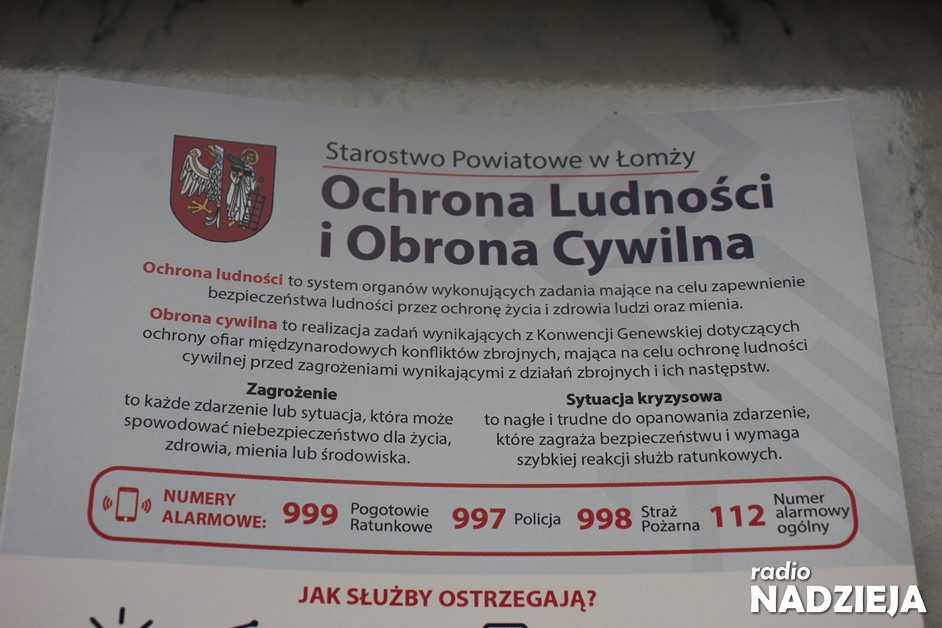 Starostwo Powiatowe w Łomży
Ochrona Ludności
i Obrona Cywilna
Ochrona ludności to system organów wykonujących zadania mające na celu zapewnienie
bezpieczeństwa ludności przez ochronę życia i zdrowia ludzi oraz mienia.
Obrona cywilna to realizacja zadań wynikających z Konwencji Genewskiej dotyczących
ochrony ofiar międzynarodowych konfliktów zbrojnych, mająca na celu ochronę ludności
cywilnej przed zagrożeniami wynikającymi z działań zbrojnych i ich następstw.
Zagrożenie
to każde zdarzenie lub sytuacja, która może
spowodować niebezpieczeństwo dla życia,
zdrowia, mienia lub środowiska.
Sytuacja kryzysowa
to nagłe i trudne do opanowania zdarzenie,
które zagraża bezpieczeństwu i wymaga
szybkiej reakcji służb ratunkowych.
NUMERY
ALARMOWE:
999 Pogotowie
Ratunkowe
997 Policja
998 Straż
Pożarna
112 Numer
alarmowy
ogólny
JAK SŁUŻBY OSTRZEGAJĄ?
radio
NADZIEJA